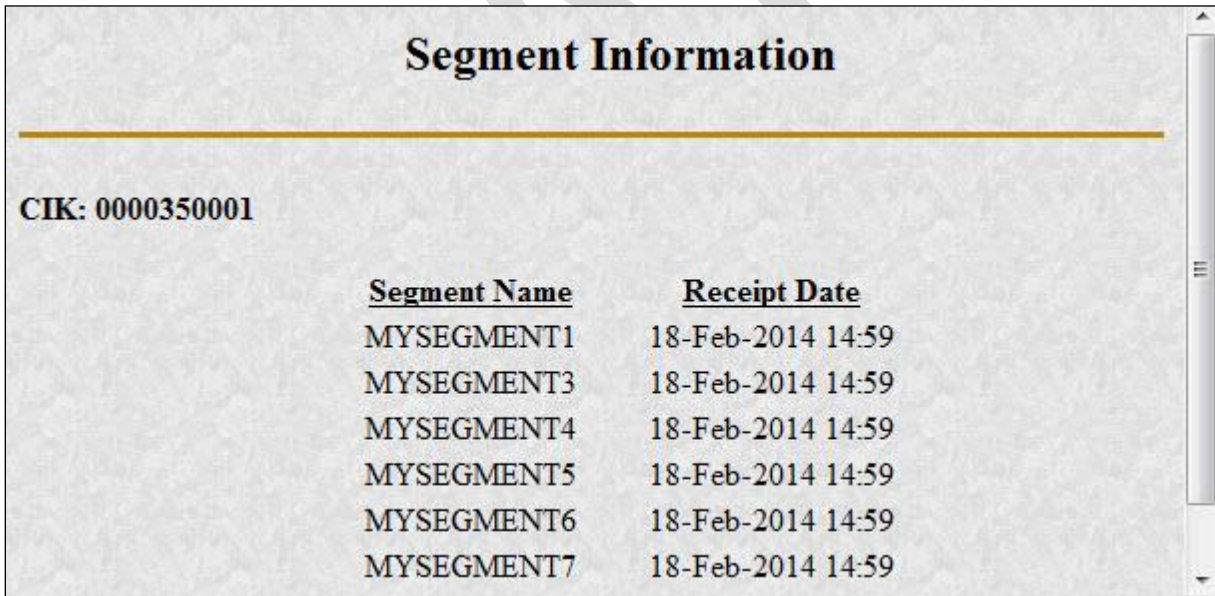 Segment Information
CIK: 0000350001
Segment Name Receipt Date
MYSEGMENT1 18-Feb-2014 14:59
MYSEGMENT3 18-Feb-2014 14:59
MYSEGMENT4 18-Feb-2014 14:59
MYSEGMENT5 18-Feb-2014 14:59
MYSEGMENT6 18-Feb-2014 14:59
MYSEGMENT7 18-Feb-2014 14:59